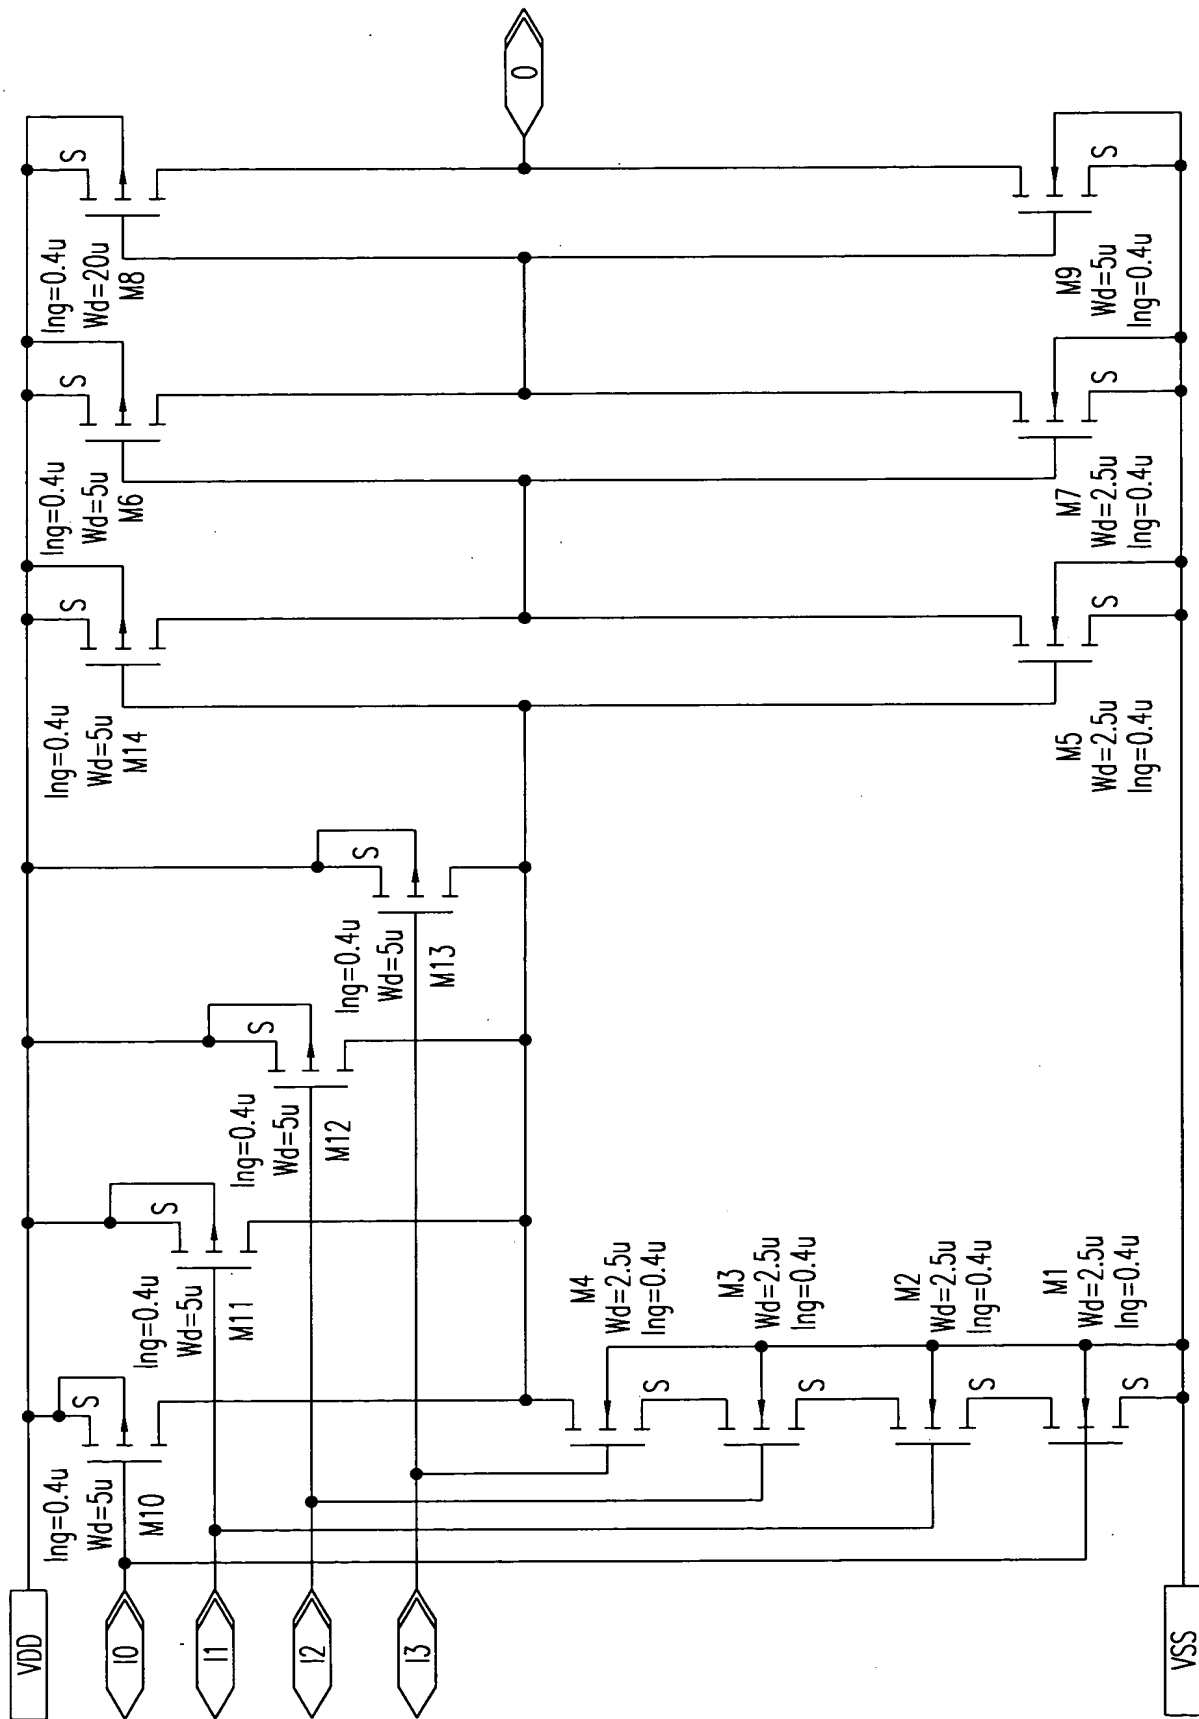 VDD
I0
I1
I2
I3
VSS
lng=0.4u
Wd=5u
M10
S
lng=0.4u
Wd=5u
M11
S
lng=0.4u
Wd=5u
M12
S
lng=0.4u
Wd=5u
M13
S
M4
Wd=2.5u
lng=0.4u
S
M3
Wd=2.5u
lng=0.4u
S
M2
Wd=2.5u
lng=0.4u
S
M1
Wd=2.5u
lng=0.4u
S
lng=0.4u
Wd=5u
M14
S
M5
Wd=2.5u
lng=0.4u
S
lng=0.4u
Wd=5u
M6
S
M7
Wd=2.5u
lng=0.4u
S
lng=0.4u
Wd=20u
M8
S
M9
Wd=5u
lng=0.4u
S
O